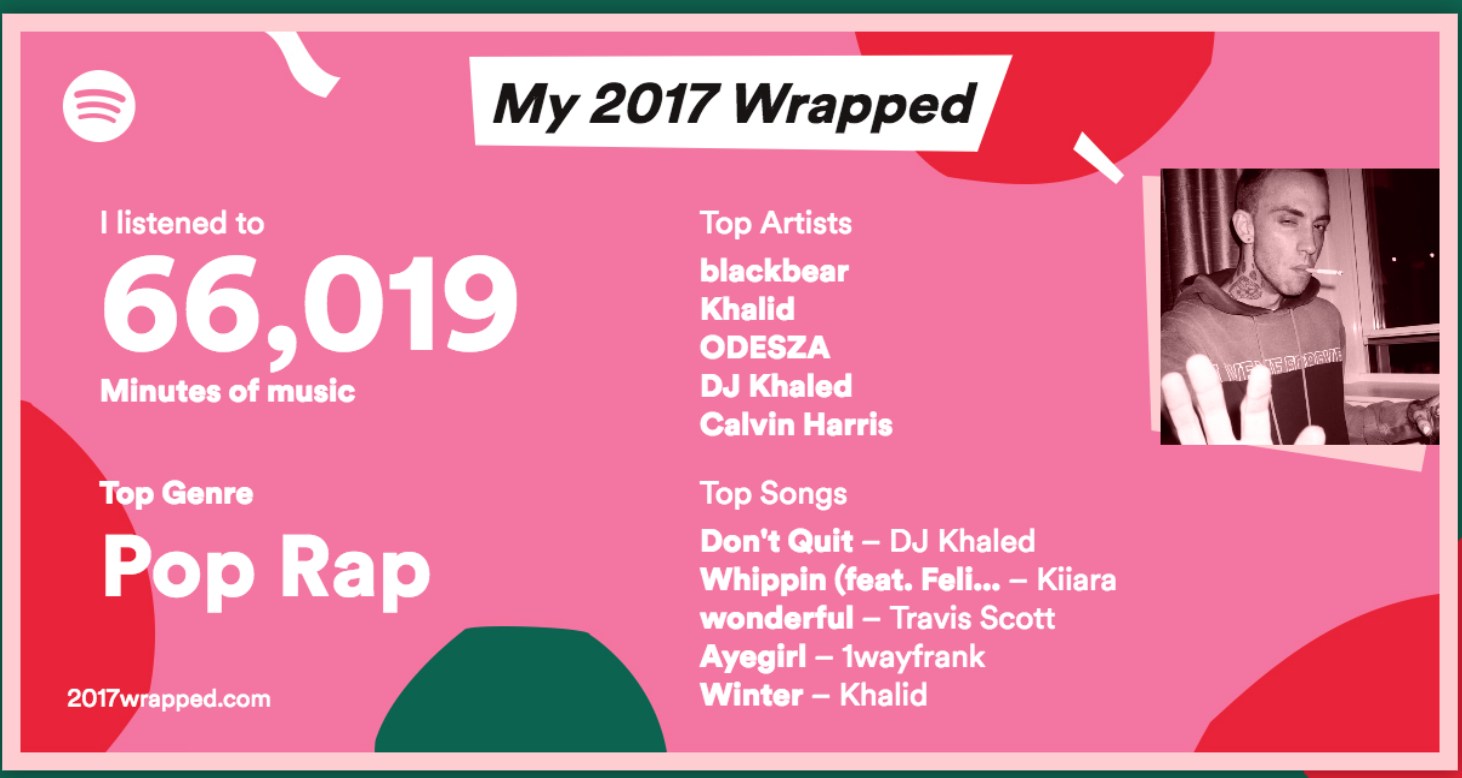 My 2017 Wrapped
I listened to
66,019
Minutes of music
Top Genre
Pop Rap
2017wrapped.com
Top Artists
blackbear
Khalid
ODESZA
DJ Khaled
Calvin Harris
Top Songs
Don't Quit – DJ Khaled
Whippin (feat. Feli... – Kiiara
wonderful – Travis Scott
Ayegirl – 1wayfrank
Winter – Khalid